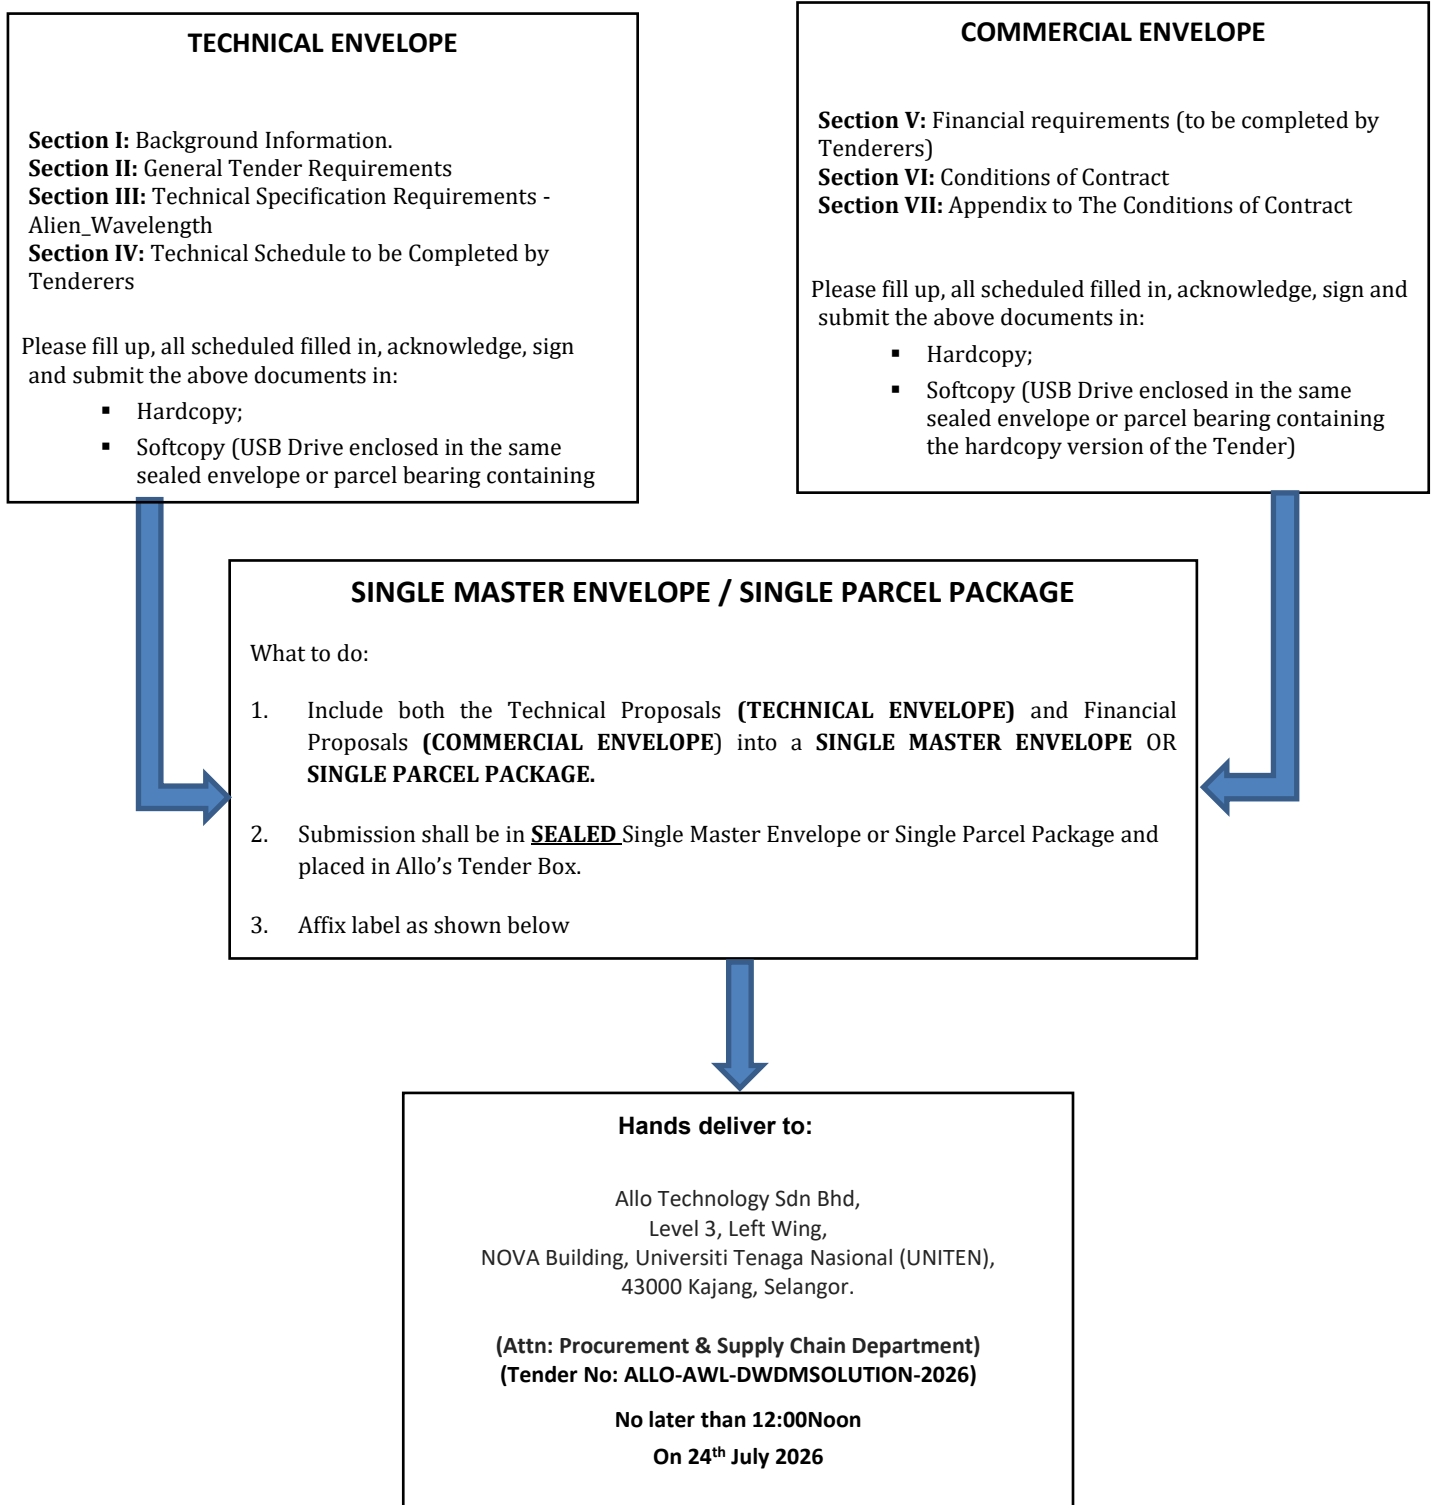 TECHNICAL ENVELOPE
Section I: Background Information.
Section II: General Tender Requirements
Section III: Technical Specification Requirements -
Alien_Wavelength
Section IV: Technical Schedule to be Completed by
Tenderers
Please fill up, all scheduled filled in, acknowledge, sign
and submit the above documents in:
▪ Hardcopy;
▪ Softcopy (USB Drive enclosed in the same
sealed envelope or parcel bearing containing
COMMERCIAL ENVELOPE
Section V: Financial requirements (to be completed by
Tenderers)
Section VI: Conditions of Contract
Section VII: Appendix to The Conditions of Contract
Please fill up, all scheduled filled in, acknowledge, sign and
submit the above documents in:
▪ Hardcopy;
▪ Softcopy (USB Drive enclosed in the same
sealed envelope or parcel bearing containing
the hardcopy version of the Tender)
SINGLE MASTER ENVELOPE / SINGLE PARCEL PACKAGE
What to do:
1. Include both the Technical Proposals (TECHNICAL ENVELOPE) and Financial
Proposals (COMMERCIAL ENVELOPE) into a SINGLE MASTER ENVELOPE OR
SINGLE PARCEL PACKAGE.
2. Submission shall be in SEALED Single Master Envelope or Single Parcel Package and
placed in Allo’s Tender Box.
3. Affix label as shown below
Hands deliver to:
Allo Technology Sdn Bhd,
Level 3, Left Wing,
NOVA Building, Universiti Tenaga Nasional (UNITEN),
43000 Kajang, Selangor.
(Attn: Procurement & Supply Chain Department)
(Tender No: ALLO-AWL-DWDMSOLUTION-2026)
No later than 12:00Noon
On 24th July 2026